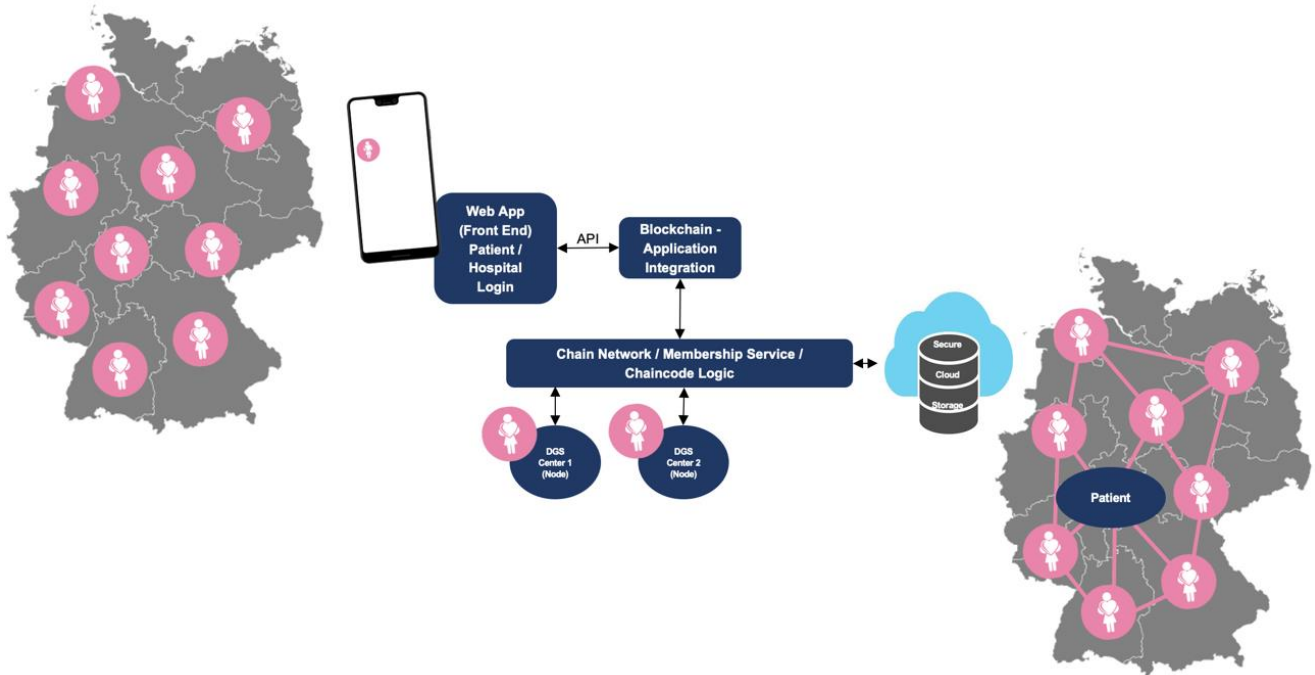 Web App
(Front End)
Patient /
Hospital
Login
API
Blockchain -
Application
Integration
Chain Network / Membership Service /
Chaincode Logic
Secure
Cloud
Storage
DGS
Center 1
(Node)
DGS
Center 2
(Node)
Patient